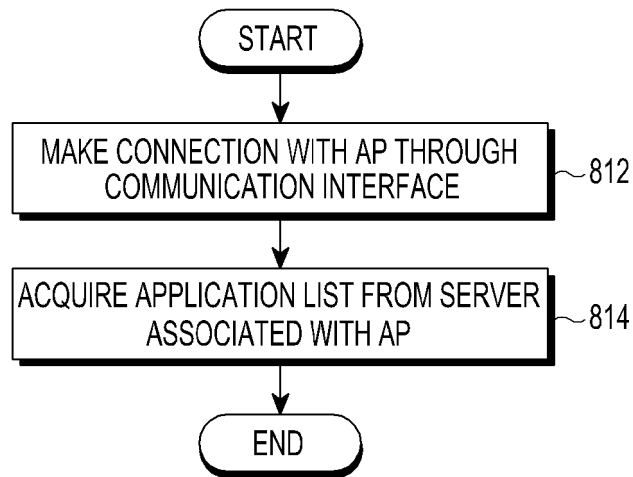 START
MAKE CONNECTION WITH AP THROUGH
COMMUNICATION INTERFACE
812
ACQUIRE APPLICATION LIST FROM SERVER
ASSOCIATED WITH AP
814
END